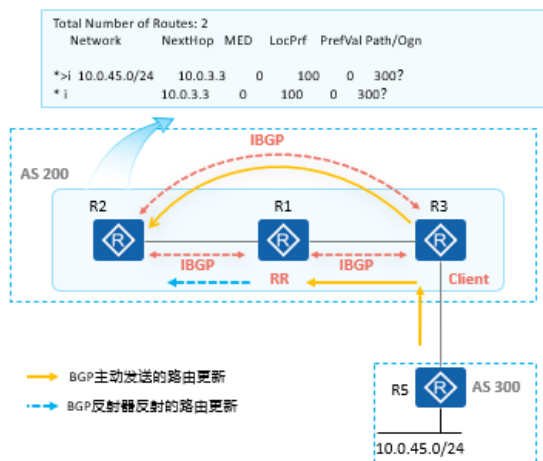 Total Number of Routes: 2
Network NextHop MED LocPrf PrefVal Path/Ogn
*>i 10.0.45.0/24 10.0.3.3 0 100 0 300?
* i 10.0.3.3 0 100 0 300?
IBGP
AS 200
R2 R1 R3
R R R
IBGP IBGP
RR Client
BGP主动发送的路由更新
BGP反射器反射的路由更新
R5 R AS 300
10.0.45.0/24